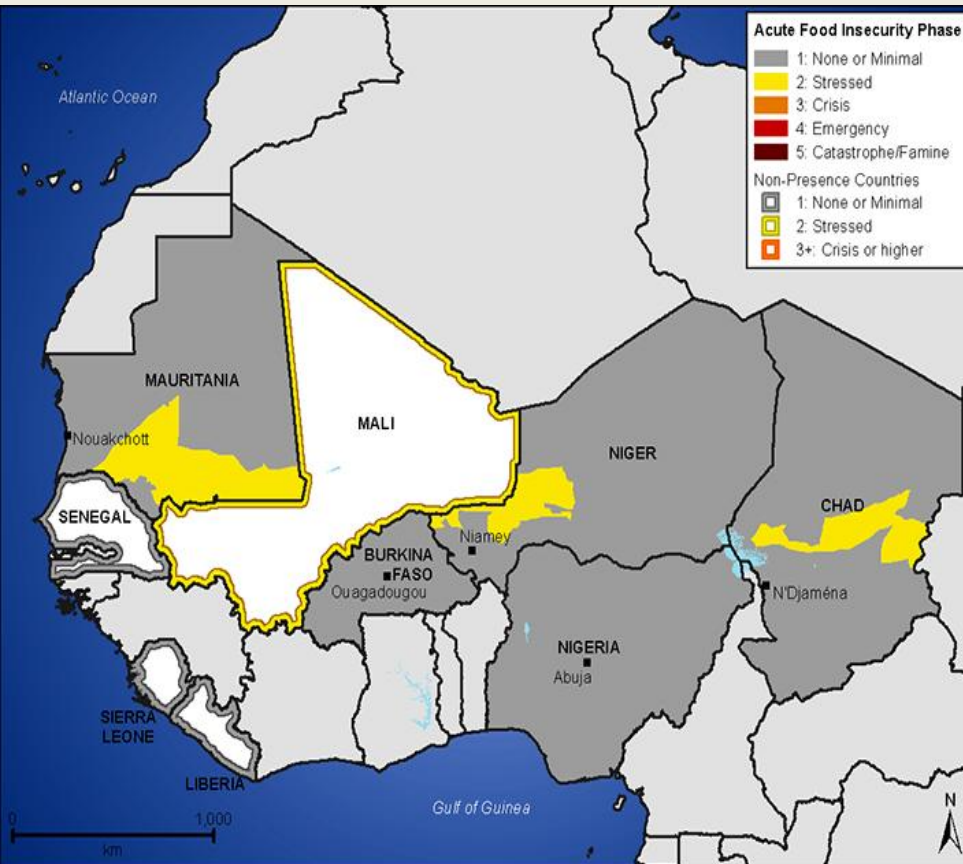 Acute Food Insecurity Phase
1: None or Minimal
2: Stressed
3: Crisis
4: Emergency
5: Catastrophe/Famine
Non-Presence Countries
1: None or Minimal
2: Stressed
3+: Crisis or higher
Atlantic Ocean
MAURITANIA
Nouakchott
MALI
NIGER
CHAD
SENEGAL
Niamey
BURKINA
FASO
Ouagadougou
N'Djaména
NIGERIA
Abuja
SIERRA
LEONE
LIBERIA
Gulf of Guinea
0 1,000
km
N